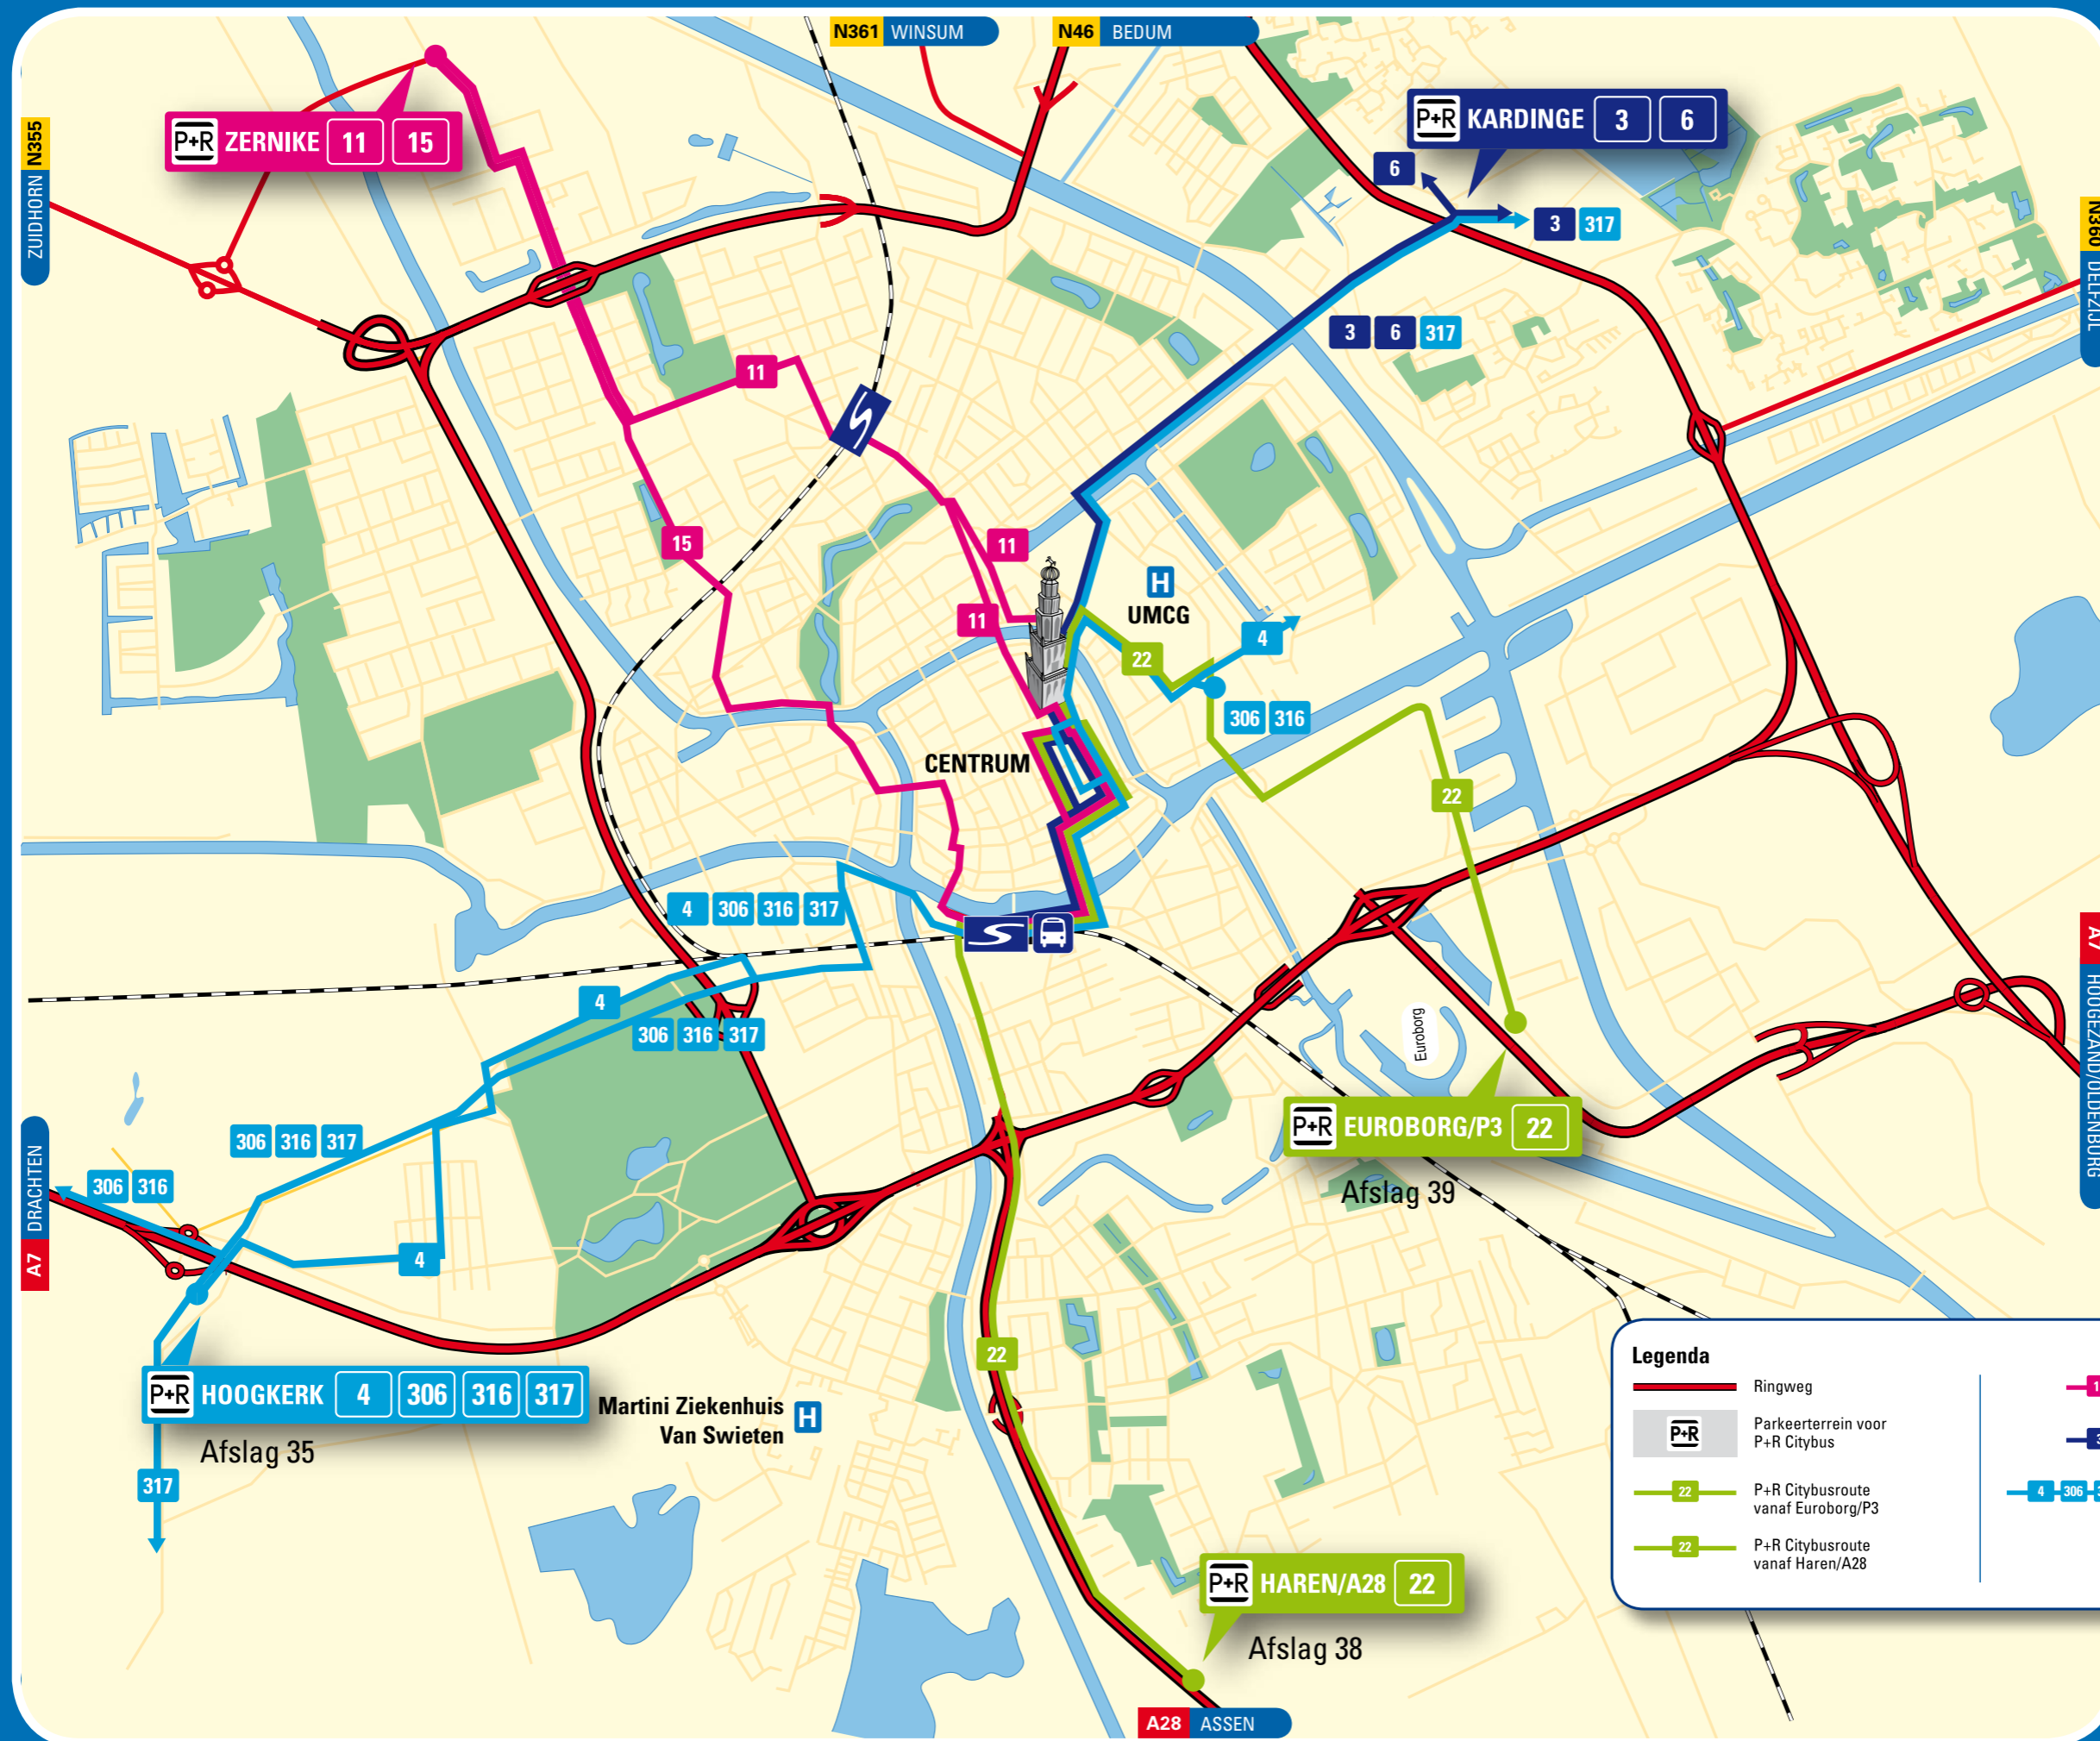 N361 WINSUM
N46 BEDUM
N355
ZUIDHORN
P+R ZERNIKE 11 15
P+R KARDINGE 3 6
6
3 317
3 6 317
N360
DELFZIJL
11
15
11
11
H
UMCG
22
4
306 316
CENTRUM
22
4 306 316 317
4
306 316 317
Euroborg
A7
HOOGEZAND/OLDENBURG
P+R EUROBORG/P3 22
Afslag 39
306 316 317
306 316
DRACHTEN
A7
4
P+R HOOGKERK 4 306 316 317
Afslag 35
317
Martini Ziekenhuis
Van Swieten
H
22
P+R HAREN/A28 22
Afslag 38
A28 ASSEN
Legenda
Ringweg
P+R
Parkeerterrein voor
P+R Citybus
22
P+R Citybusroute
vanaf Euroborg/P3
22
P+R Citybusroute
vanaf Haren/A28
4 306